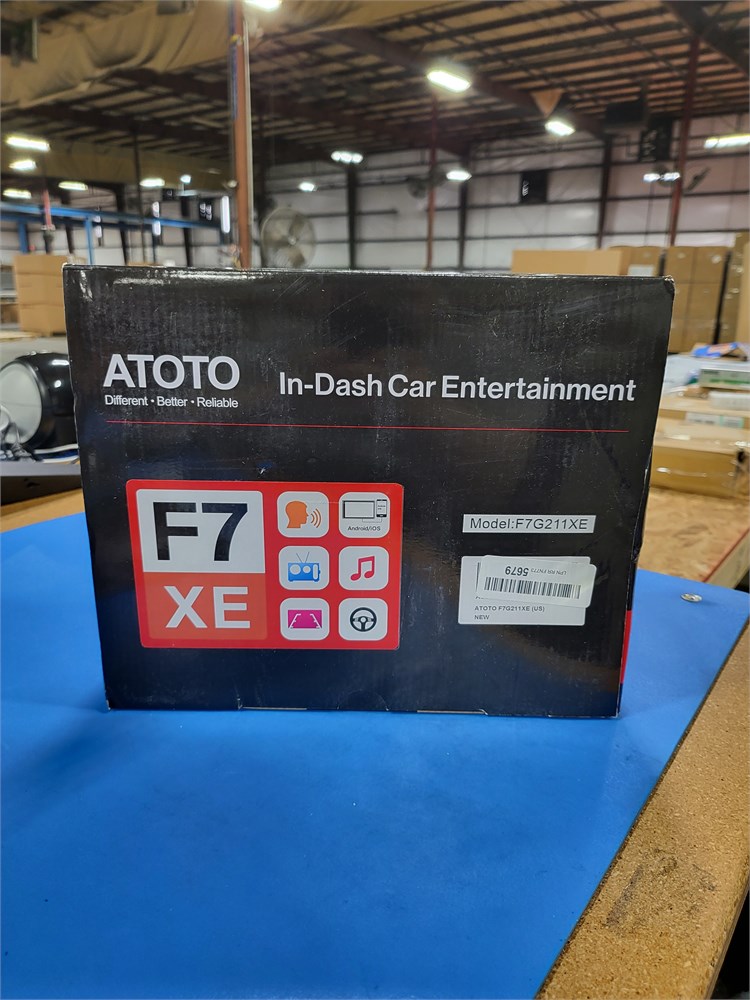 ATOTO
Different • Better • Reliable
In-Dash Car Entertainment
F7
XE
Android/iOS
Model:F7G211XE
5679
ATOTO F7G211XE (US)
NEW